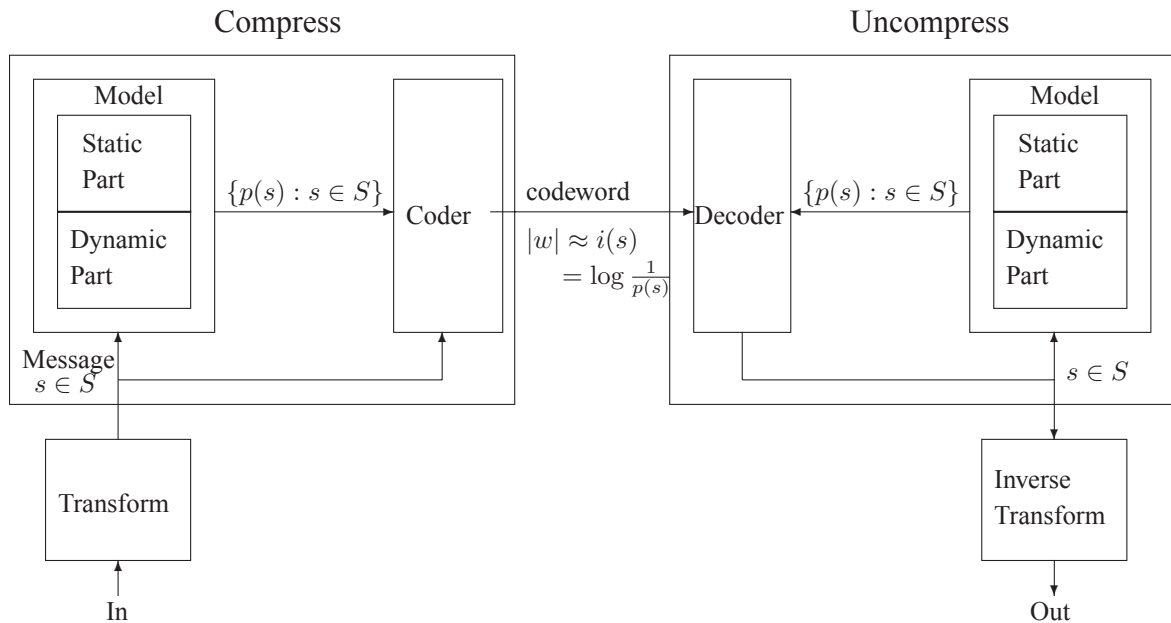 Compress
Uncompress
Model
Static
Part
Dynamic
Part
{p(s) : s ∈ S}
Coder
codeword
|w| ≈ i(s)
= log 1/p(s)
Decoder
{p(s) : s ∈ S}
Model
Static
Part
Dynamic
Part
Message
s ∈ S
s ∈ S
Transform
Inverse
Transform
In
Out